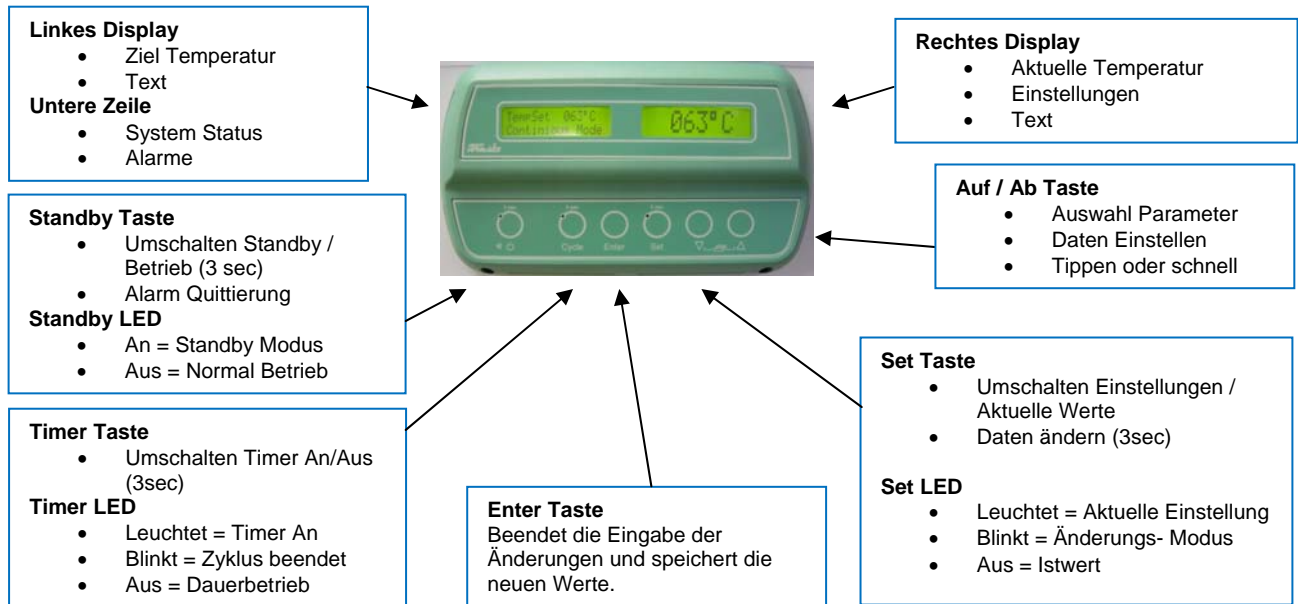 Linkes Display
• Ziel Temperatur
• Text
Untere Zeile
• System Status
• Alarme
Standby Taste
• Umschalten Standby /
Betrieb (3 sec)
• Alarm Quittierung
Standby LED
• An = Standby Modus
• Aus = Normal Betrieb
Timer Taste
• Umschalten Timer An/Aus
(3sec)
Timer LED
• Leuchtet = Timer An
• Blinkt = Zyklus beendet
• Aus = Dauerbetrieb
TempSet 063°C
Continious Mode
063°C
Cycle
Enter
Set
Enter Taste
Beendet die Eingabe der
Änderungen und speichert die
neuen Werte.
Rechtes Display
• Aktuelle Temperatur
• Einstellungen
• Text
Auf / Ab Taste
• Auswahl Parameter
• Daten Einstellen
• Tippen oder schnell
Set Taste
• Umschalten Einstellungen /
Aktuelle Werte
• Daten ändern (3sec)
Set LED
• Leuchtet = Aktuelle Einstellung
• Blinkt = Änderungs- Modus
• Aus = Istwert